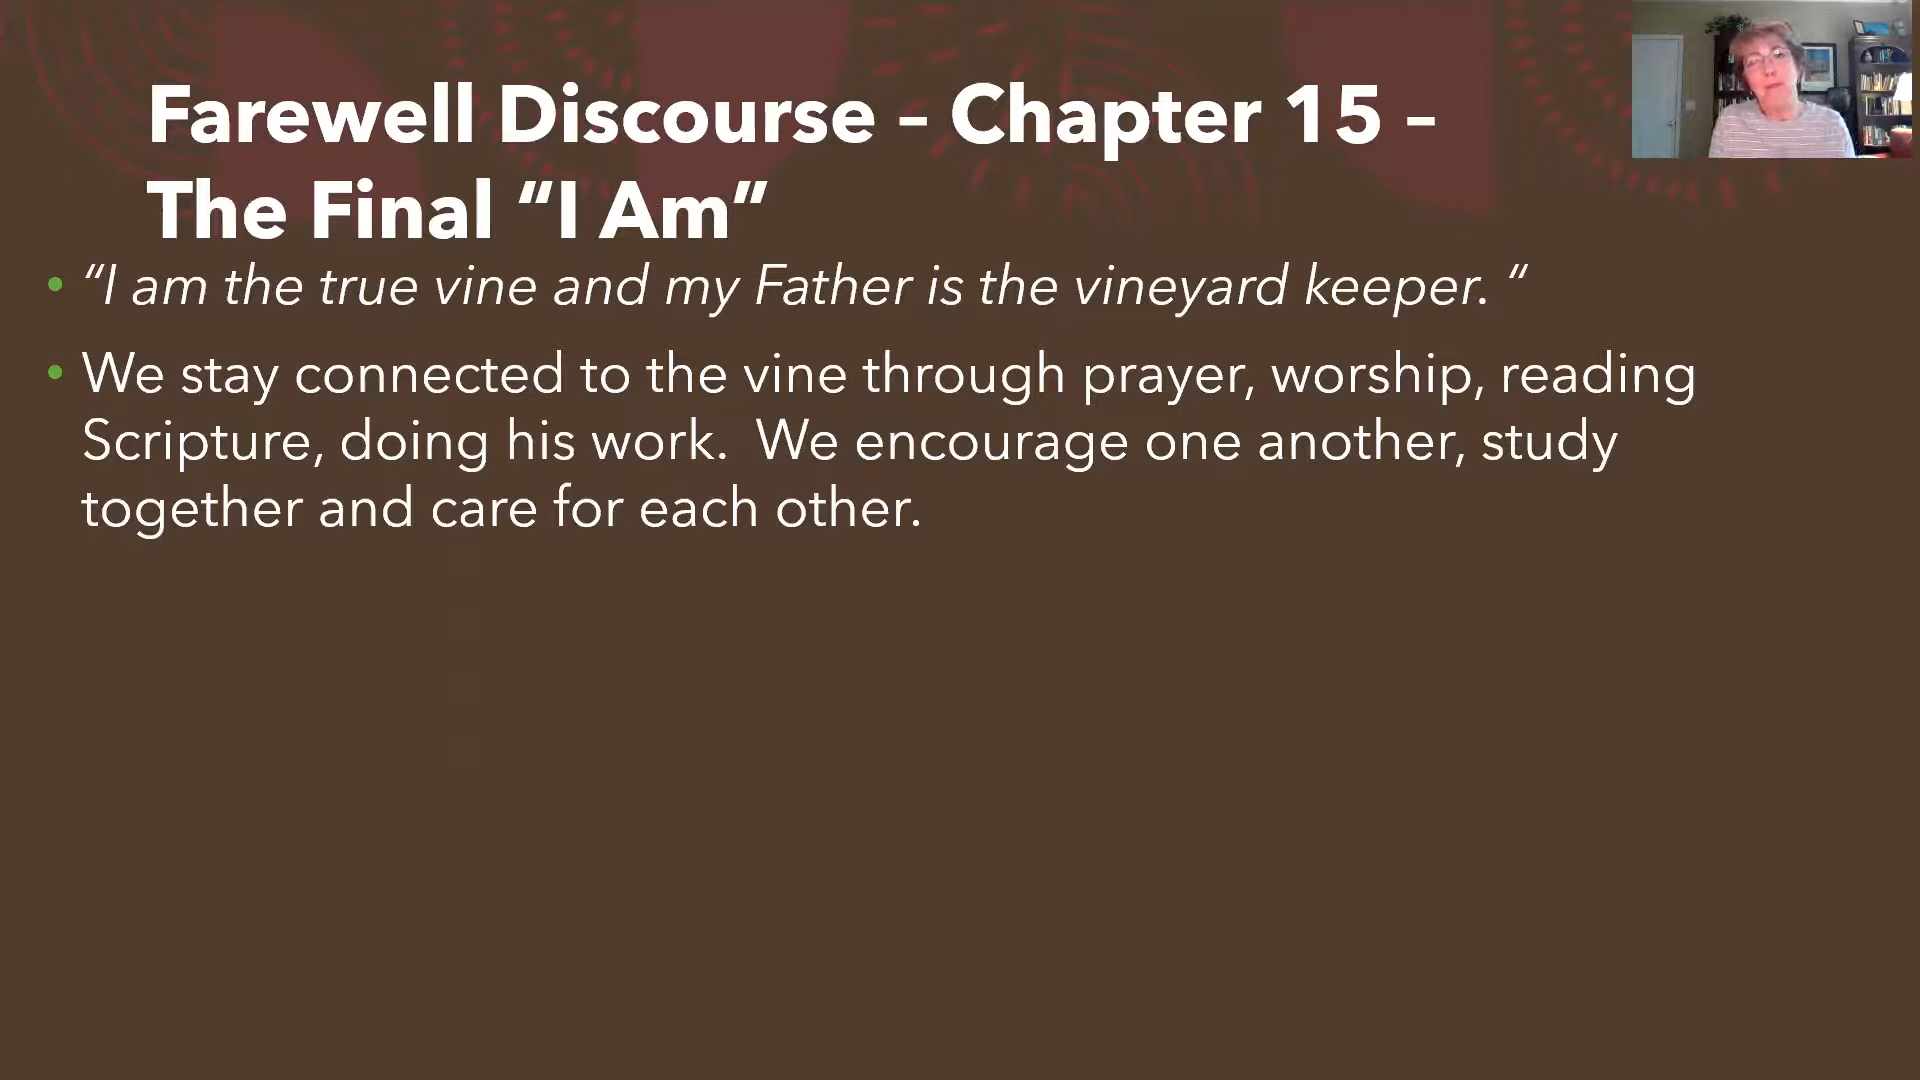 Farewell Discourse – Chapter 15 –
The Final “I Am”
• “I am the true vine and my Father is the vineyard keeper. “
• We stay connected to the vine through prayer, worship, reading
Scripture, doing his work.  We encourage one another, study
together and care for each other.